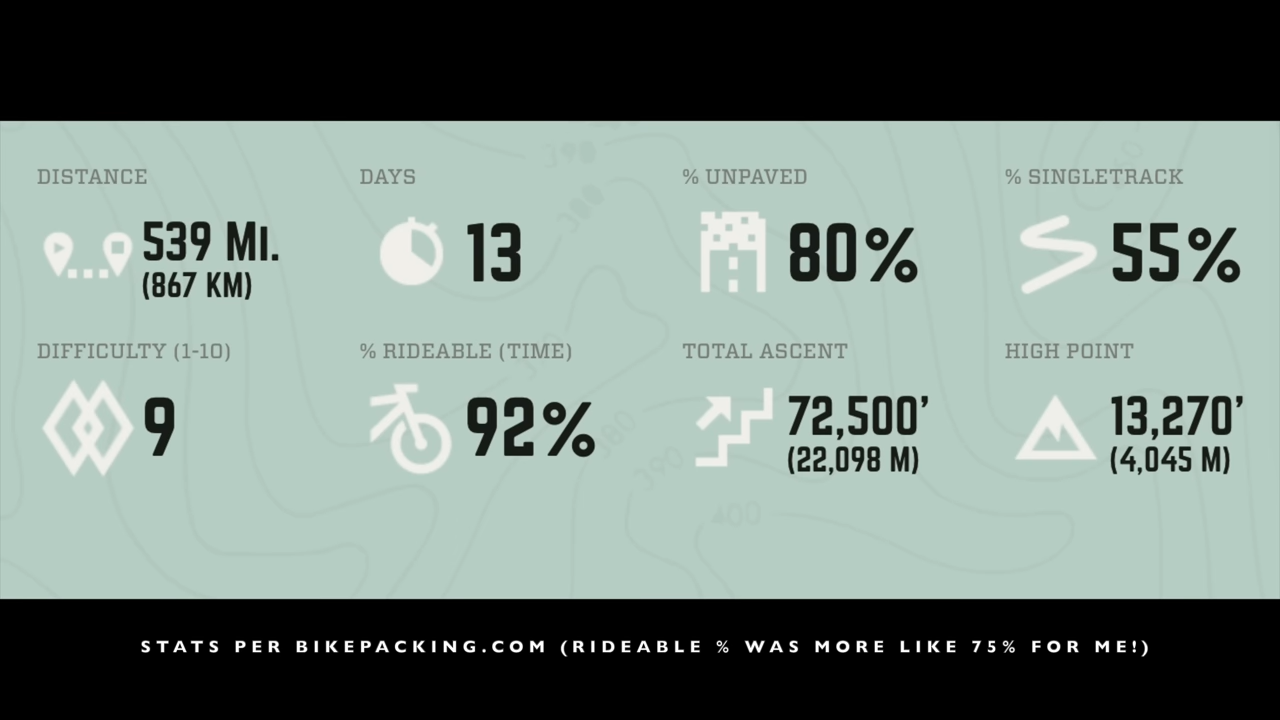 DISTANCE
539 MI.
(867 KM)
DAYS
13
% UNPAVED
80%
% SINGLETRACK
55%
DIFFICULTY (1-10)
9
% RIDEABLE (TIME)
92%
TOTAL ASCENT
72,500’
(22,098 M)
HIGH POINT
13,270’
(4,045 M)
390
400
STATS PER BIKEPACKING.COM (RIDEABLE % WAS MORE LIKE 75% FOR ME!)